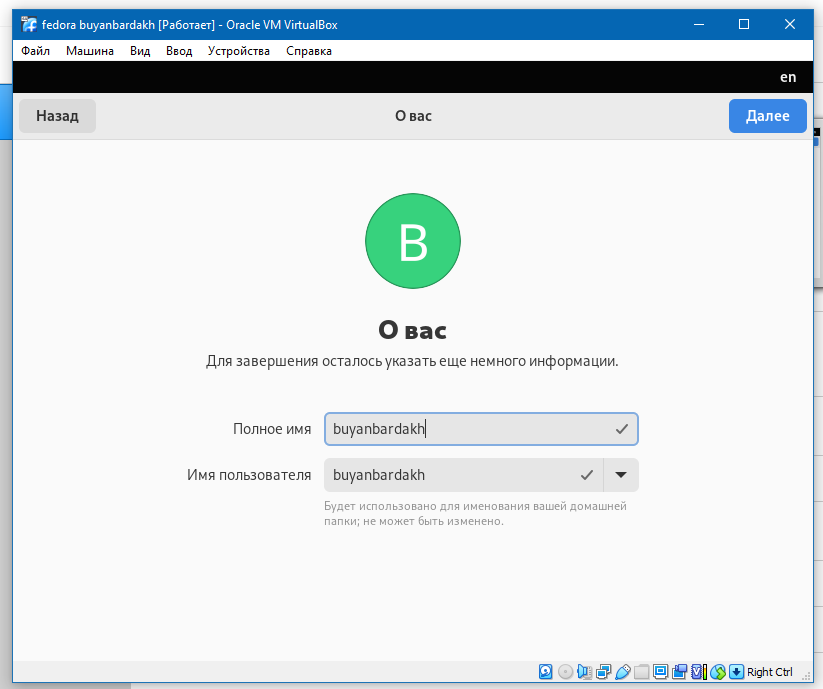 fedora buyanbardakh [Работает] - Oracle VM VirtualBox
Файл Машина Вид Ввод Устройства Справка
en
Назад О вас Далее
B
О вас
Для завершения осталось указать еще немного информации.
Полное имя buyanbardakh
Имя пользователя buyanbardakh
Будет использовано для именования вашей домашней
папки; не может быть изменено.
Right Ctrl